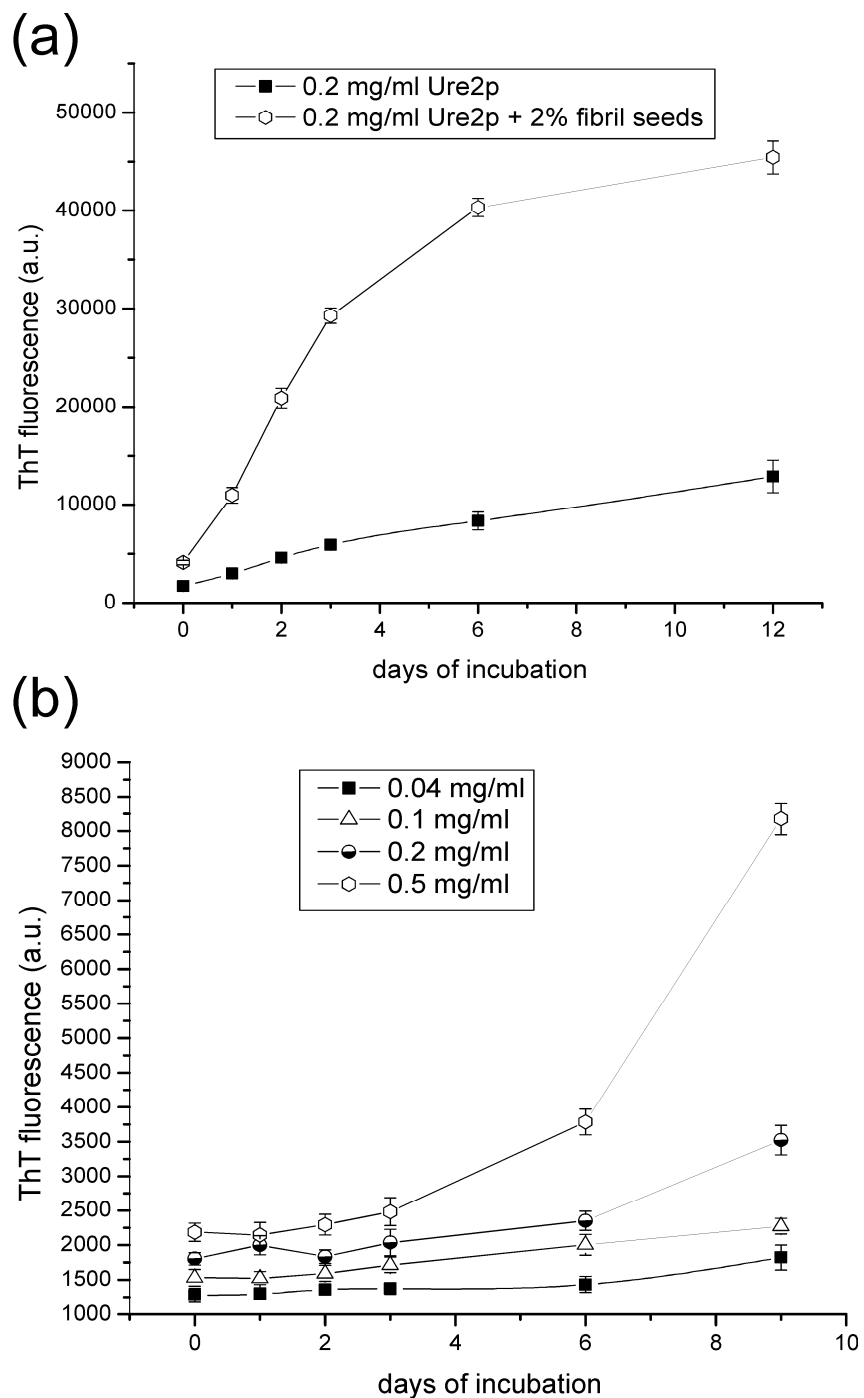 (a)
0.2 mg/ml Ure2p
0.2 mg/ml Ure2p + 2% fibril seeds
50000
40000
30000
20000
10000
0
ThT fluorescence (a.u.)
0 2 4 6 8 10 12
days of incubation
(b)
0.04 mg/ml
0.1 mg/ml
0.2 mg/ml
0.5 mg/ml
9000
8500
8000
7500
7000
6500
6000
5500
5000
4500
4000
3500
3000
2500
2000
1500
1000
ThT fluorescence (a.u.)
0 2 4 6 8 10
days of incubation